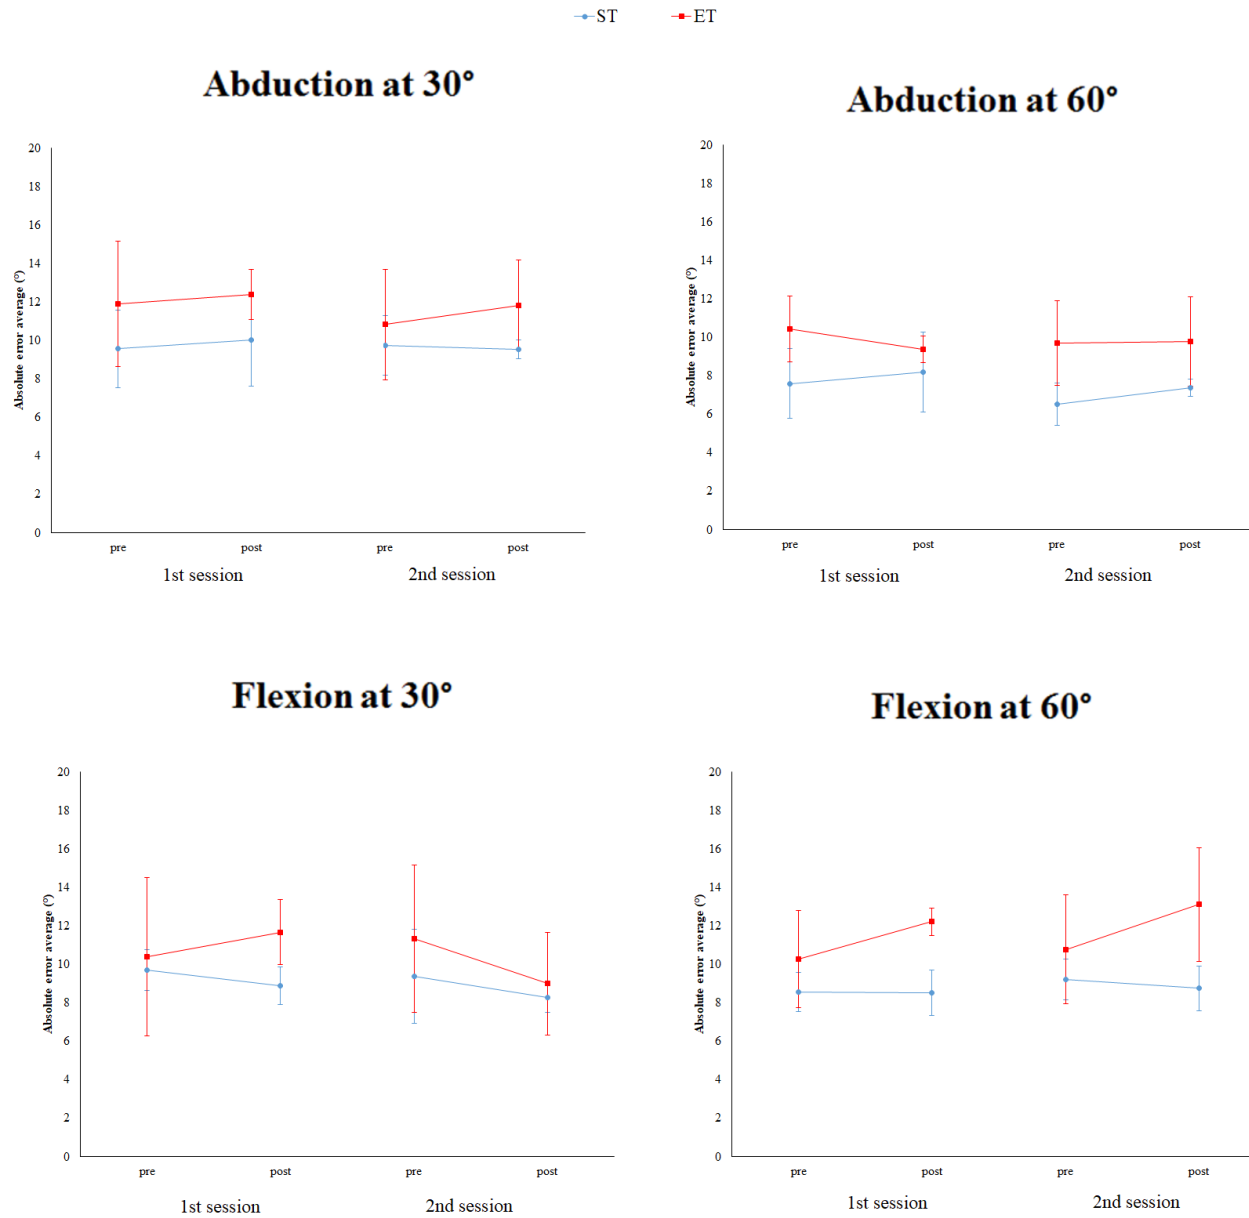 ST ET
Abduction at 30°
Absolute error average (°)
20
18
16
14
12
10
8
6
4
2
0
pre post pre post
1st session 2nd session
Abduction at 60°
Absolute error average (°)
20
18
16
14
12
10
8
6
4
2
0
pre post pre post
1st session 2nd session
Flexion at 30°
Absolute error average (°)
20
18
16
14
12
10
8
6
4
2
0
pre post pre post
1st session 2nd session
Flexion at 60°
Absolute error average (°)
20
18
16
14
12
10
8
6
4
2
0
pre post pre post
1st session 2nd session